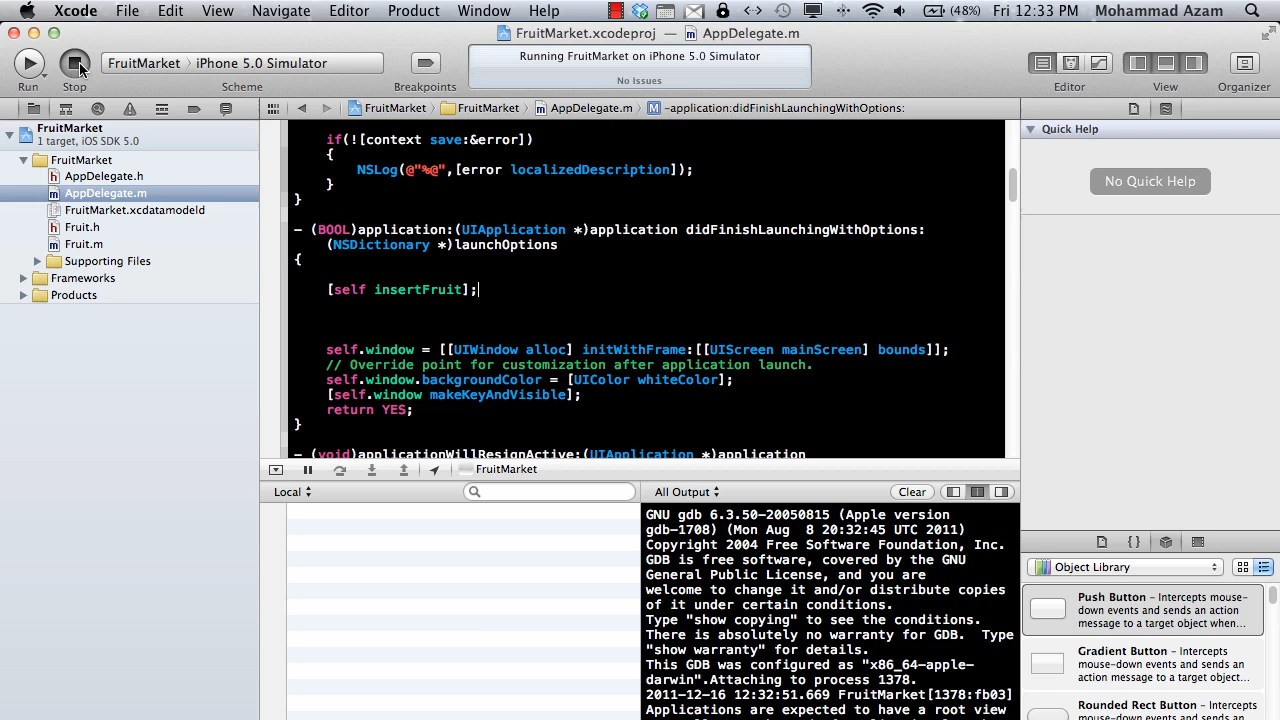 Xcode File Edit View Navigate Editor Product Window Help (48%) Fri 12:33 PM Mohammad Azam
FruitMarket.xcodeproj — AppDelegate.m
FruitMarket iPhone 5.0 Simulator
Running FruitMarket on iPhone 5.0 Simulator
No Issues
Run Stop Scheme Breakpoints Editor View Organizer
FruitMarket FruitMarket AppDelegate.m -application:didFinishLaunchingWithOptions:
FruitMarket
1 target, iOS SDK 5.0
FruitMarket
AppDelegate.h
AppDelegate.m
FruitMarket.xcdatamodeld
Fruit.h
Fruit.m
Supporting Files
Frameworks
Products
if(![context save:&error])
{
NSLog(@"%@",[error localizedDescription]);
}
}
- (BOOL)application:(UIApplication *)application didFinishLaunchingWithOptions:
(NSDictionary *)launchOptions
{
[self insertFruit];
self.window = [[UIWindow alloc] initWithFrame:[[UIScreen mainScreen] bounds]];
// Override point for customization after application launch.
self.window.backgroundColor = [UIColor whiteColor];
[self.window makeKeyAndVisible];
return YES;
}
- (void)applicationWillResignActive:(UIApplication *)application
FruitMarket
Local
All Output
Clear
GNU gdb 6.3.50-20050815 (Apple version
gdb-1708) (Mon Aug  8 20:32:45 UTC 2011)
Copyright 2004 Free Software Foundation, Inc.
GDB is free software, covered by the GNU
General Public License, and you are
welcome to change it and/or distribute copies
of it under certain conditions.
Type "show copying" to see the conditions.
There is absolutely no warranty for GDB.  Type
"show warranty" for details.
This GDB was configured as "x86_64-apple-
darwin".Attaching to process 1378.
2011-12-16 12:32:51.669 FruitMarket[1378:fb03]
Applications are expected to have a root view
Quick Help
No Quick Help
Object Library
Push Button – Intercepts mouse-
down events and sends an action
message to a target object when...
Gradient Button – Intercepts
mouse-down events and sends an
action message to a target object...
Rounded Rect Button – Intercepts